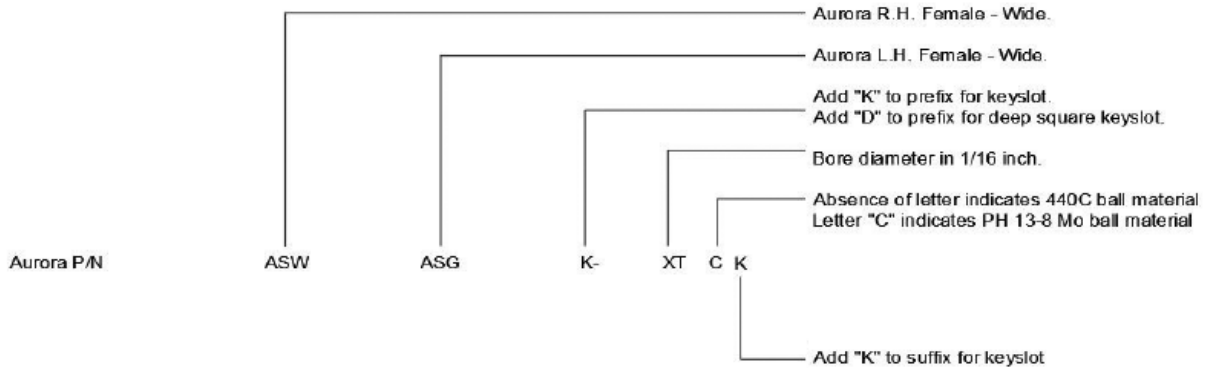 Aurora R.H. Female - Wide.
Aurora L.H. Female - Wide.
Add "K" to prefix for keyslot.
Add "D" to prefix for deep square keyslot.
Bore diameter in 1/16 inch.
Absence of letter indicates 440C ball material
Letter "C" indicates PH 13-8 Mo ball material
Aurora P/N ASW ASG K- XT C K
Add "K" to suffix for keyslot